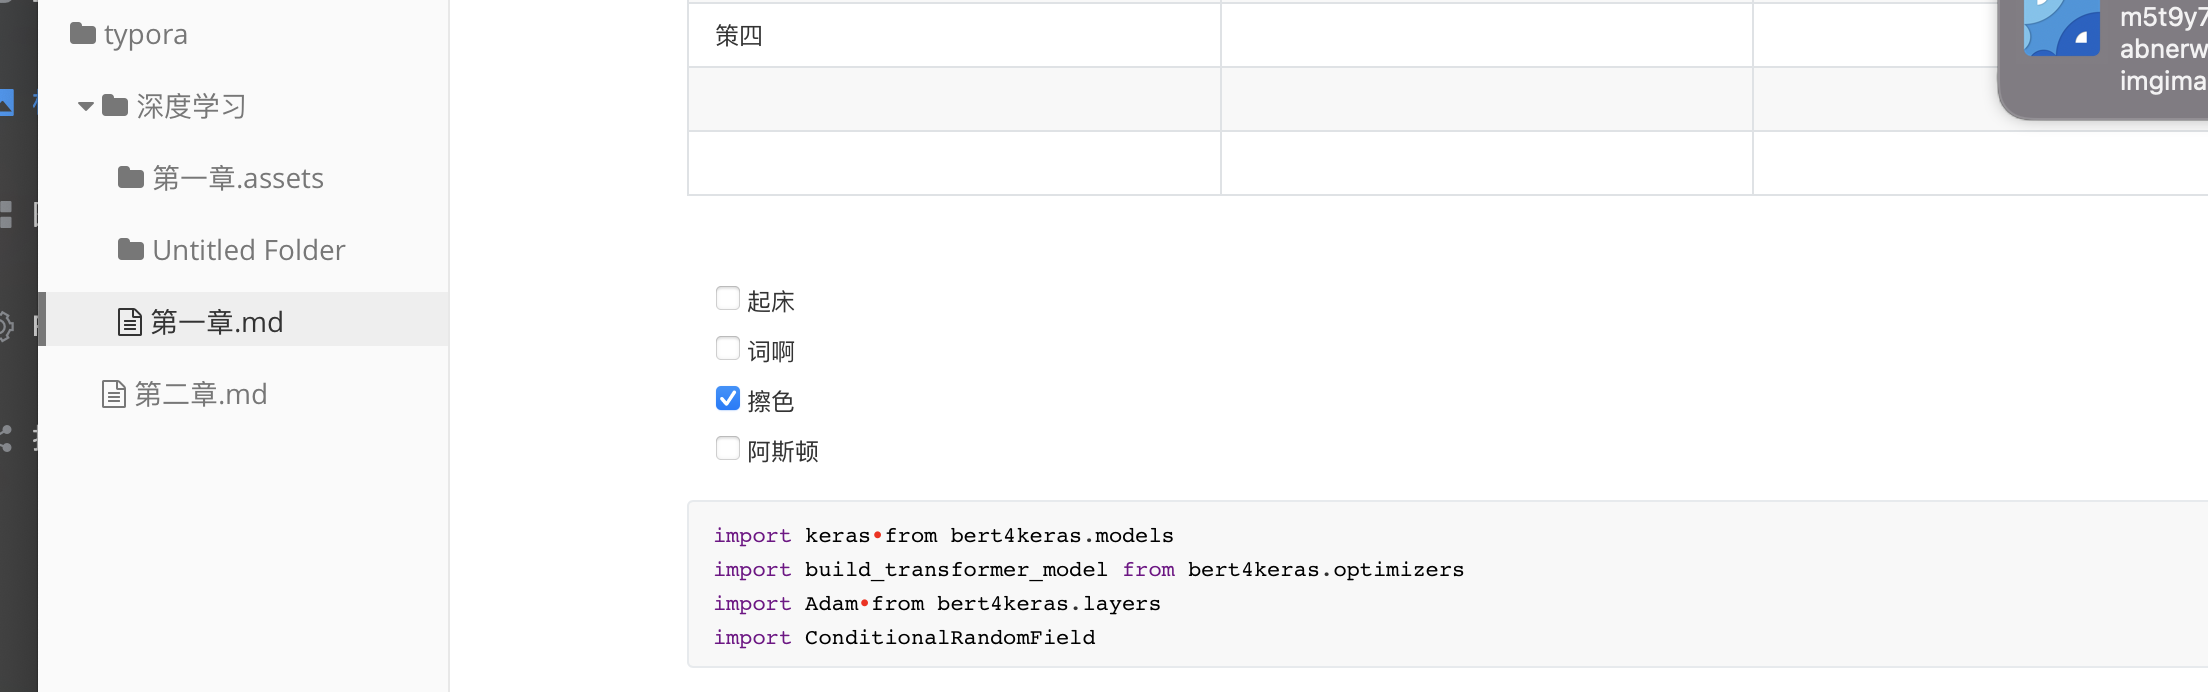 typora
深度学习
第一章.assets
Untitled Folder
第一章.md
第二章.md
第四
起床
词啊
擦色
阿斯顿
import keras•from bert4keras.models
import build_transformer_model from bert4keras.optimizers
import Adam•from bert4keras.layers
import ConditionalRandomField
m5t9y7
abnerw
imgima